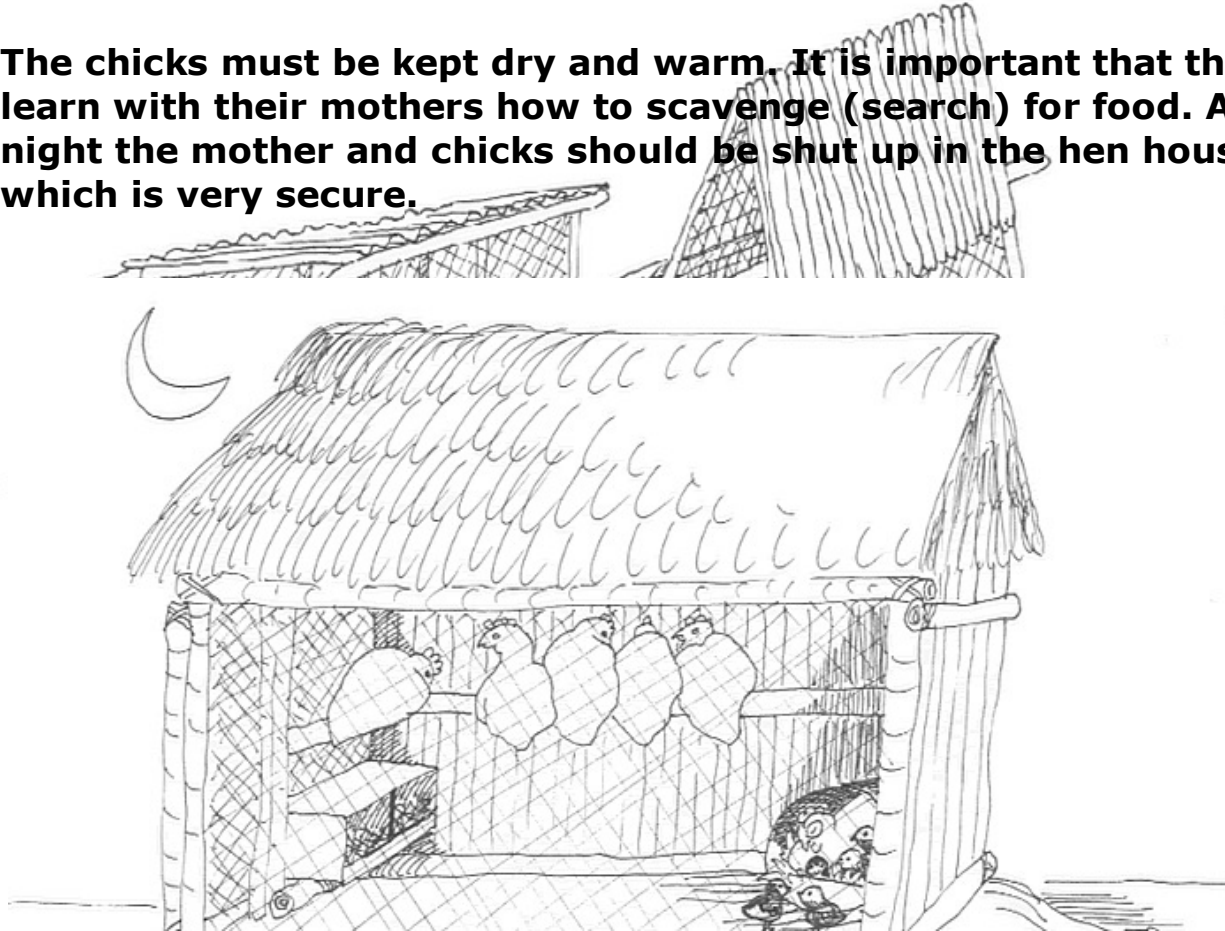 The chicks must be kept dry and warm. It is important that th
learn with their mothers how to scavenge (search) for food. A
night the mother and chicks should be shut up in the hen hous
which is very secure.